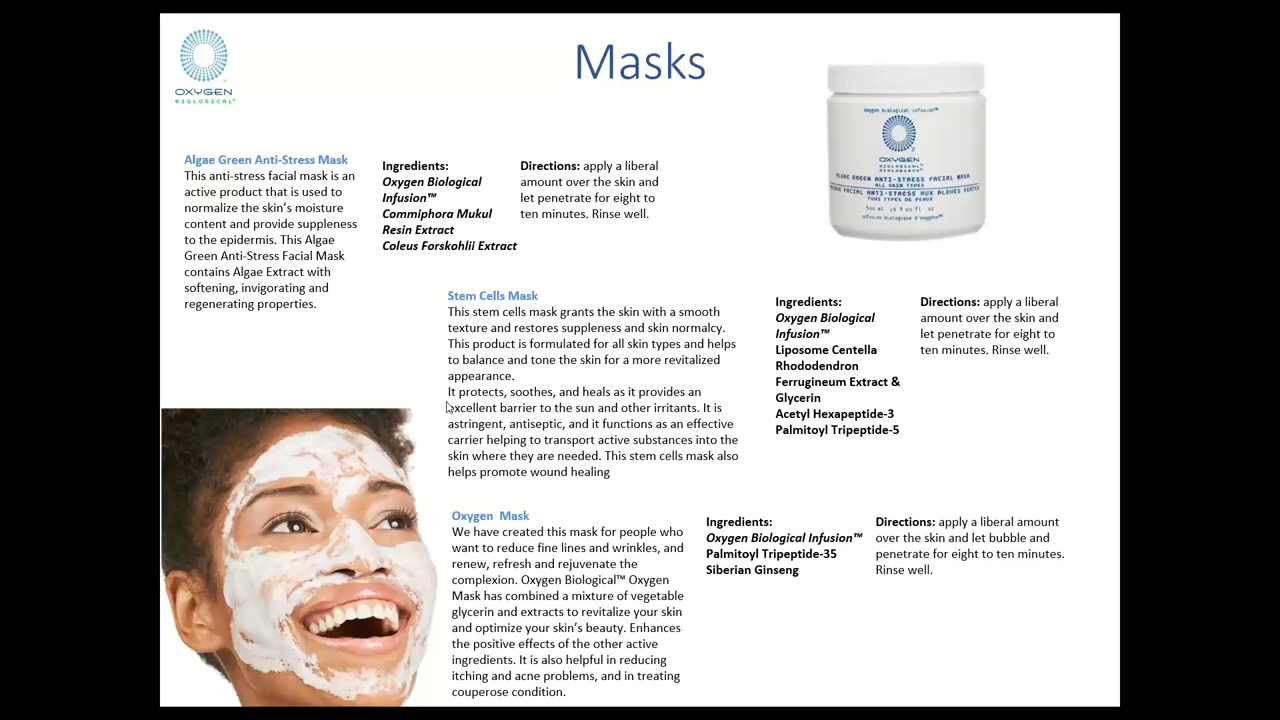 Masks
OXYGEN
BIOLOGICAL™
oxygen biological infusion™
OXYGEN
BIOLOGICAL™
ALGAE GREEN ANTI-STRESS FACIAL MASK
ALL SKIN TYPES
FACIAL ANTI-STRESS AUX
TOUS TYPES DE PEAUX
infusion biologique d'oxygène
Algae Green Anti-Stress Mask
This anti-stress facial mask is an
active product that is used to
normalize the skin's moisture
content and provide suppleness
to the epidermis. This Algae
Green Anti-Stress Facial Mask
contains Algae Extract with
softening, invigorating and
regenerating properties.
Ingredients:
Oxygen Biological
Infusion™
Commiphora Mukul
Resin Extract
Coleus Forskohlii Extract
Directions: apply a liberal
amount over the skin and
let penetrate for eight to
ten minutes. Rinse well.
Stem Cells Mask
This stem cells mask grants the skin with a smooth
texture and restores suppleness and skin normalcy.
This product is formulated for all skin types and helps
to balance and tone the skin for a more revitalized
appearance.
It protects, soothes, and heals as it provides an
excellent barrier to the sun and other irritants. It is
astringent, antiseptic, and it functions as an effective
carrier helping to transport active substances into the
skin where they are needed. This stem cells mask also
helps promote wound healing
Ingredients:
Oxygen Biological
Infusion™
Liposome Centella
Rhododendron
Ferrugineum Extract &
Glycerin
Acetyl Hexapeptide-3
Palmitoyl Tripeptide-5
Directions: apply a liberal
amount over the skin and
let penetrate for eight to
ten minutes. Rinse well.
Oxygen  Mask
We have created this mask for people who
want to reduce fine lines and wrinkles, and
renew, refresh and rejuvenate the
complexion. Oxygen Biological™ Oxygen
Mask has combined a mixture of vegetable
glycerin and extracts to revitalize your skin
and optimize your skin's beauty. Enhances
the positive effects of the other active
ingredients. It is also helpful in reducing
itching and acne problems, and in treating
couperose condition.
Ingredients:
Oxygen Biological Infusion™
Palmitoyl Tripeptide-35
Siberian Ginseng
Directions: apply a liberal amount
over the skin and let bubble and
penetrate for eight to ten minutes.
Rinse well.